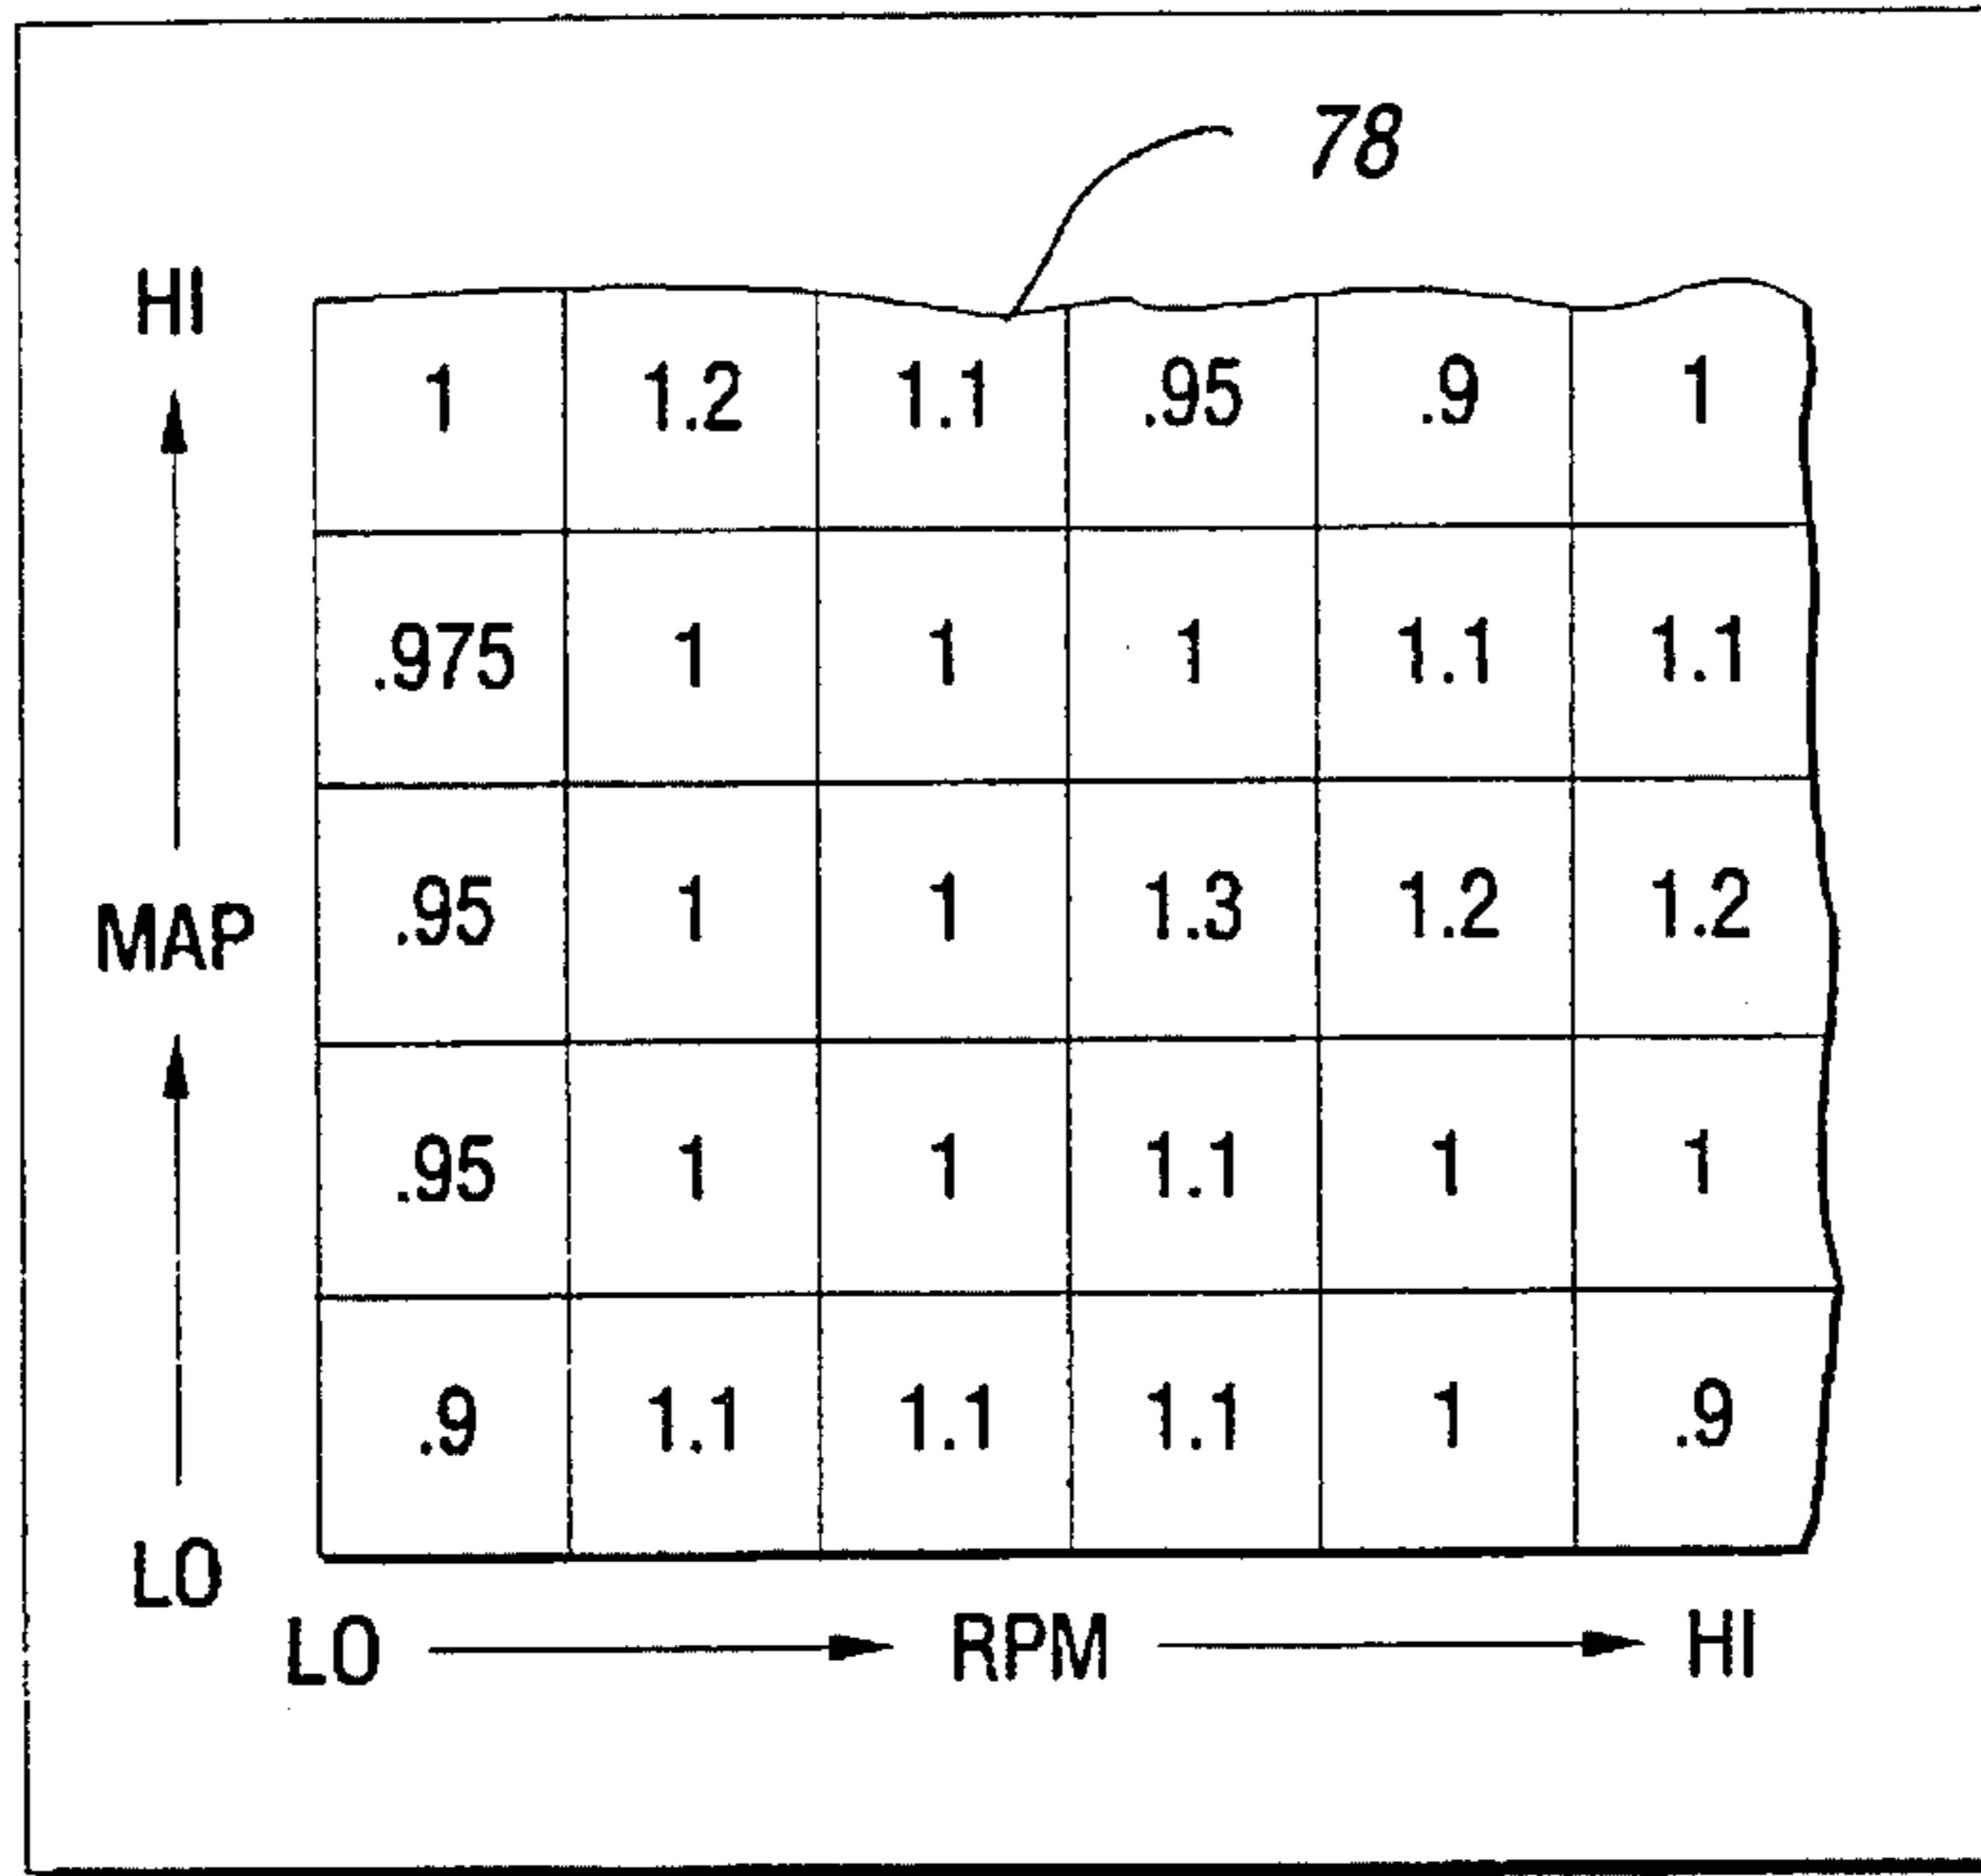 78
HI
1 1.2 1.1 .95 .9 1
.975 1 1 1 1.1 1.1
MAP
.95 1 1 1.3 1.2 1.2
.95 1 1 1.1 1 1
.9 1.1 1.1 1.1 1 .9
LO
LO RPM HI